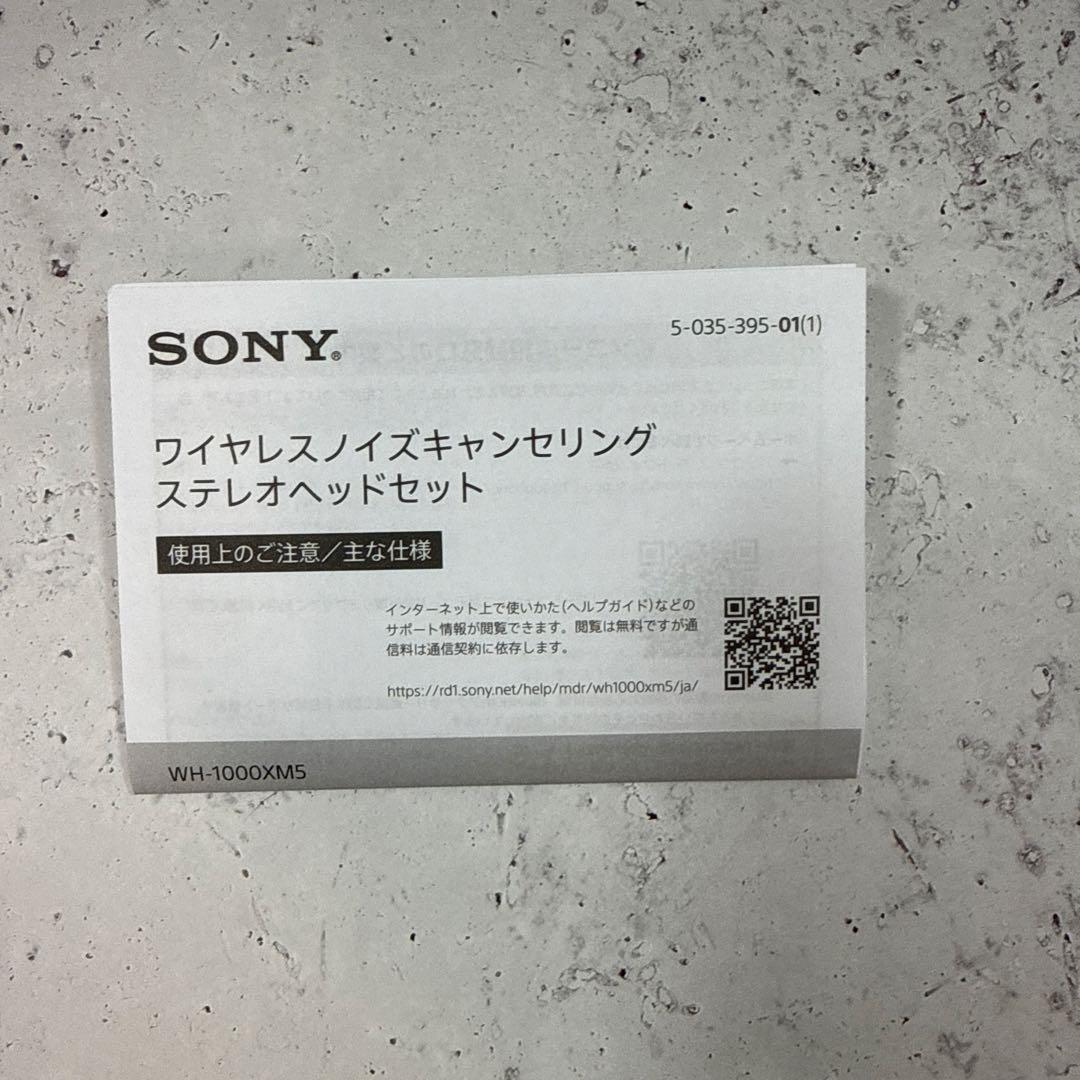 SONY®
5-035-395-01(1)
ワイヤレスノイズキャンセリング
ステレオヘッドセット
使用上のご注意／主な仕様
インターネット上で使いかた(ヘルプガイド)などの
サポート情報が閲覧できます。閲覧は無料ですが通
信料は通信契約に依存します。
https://rd1.sony.net/help/mdr/wh1000xm5/ja/
WH-1000XM5